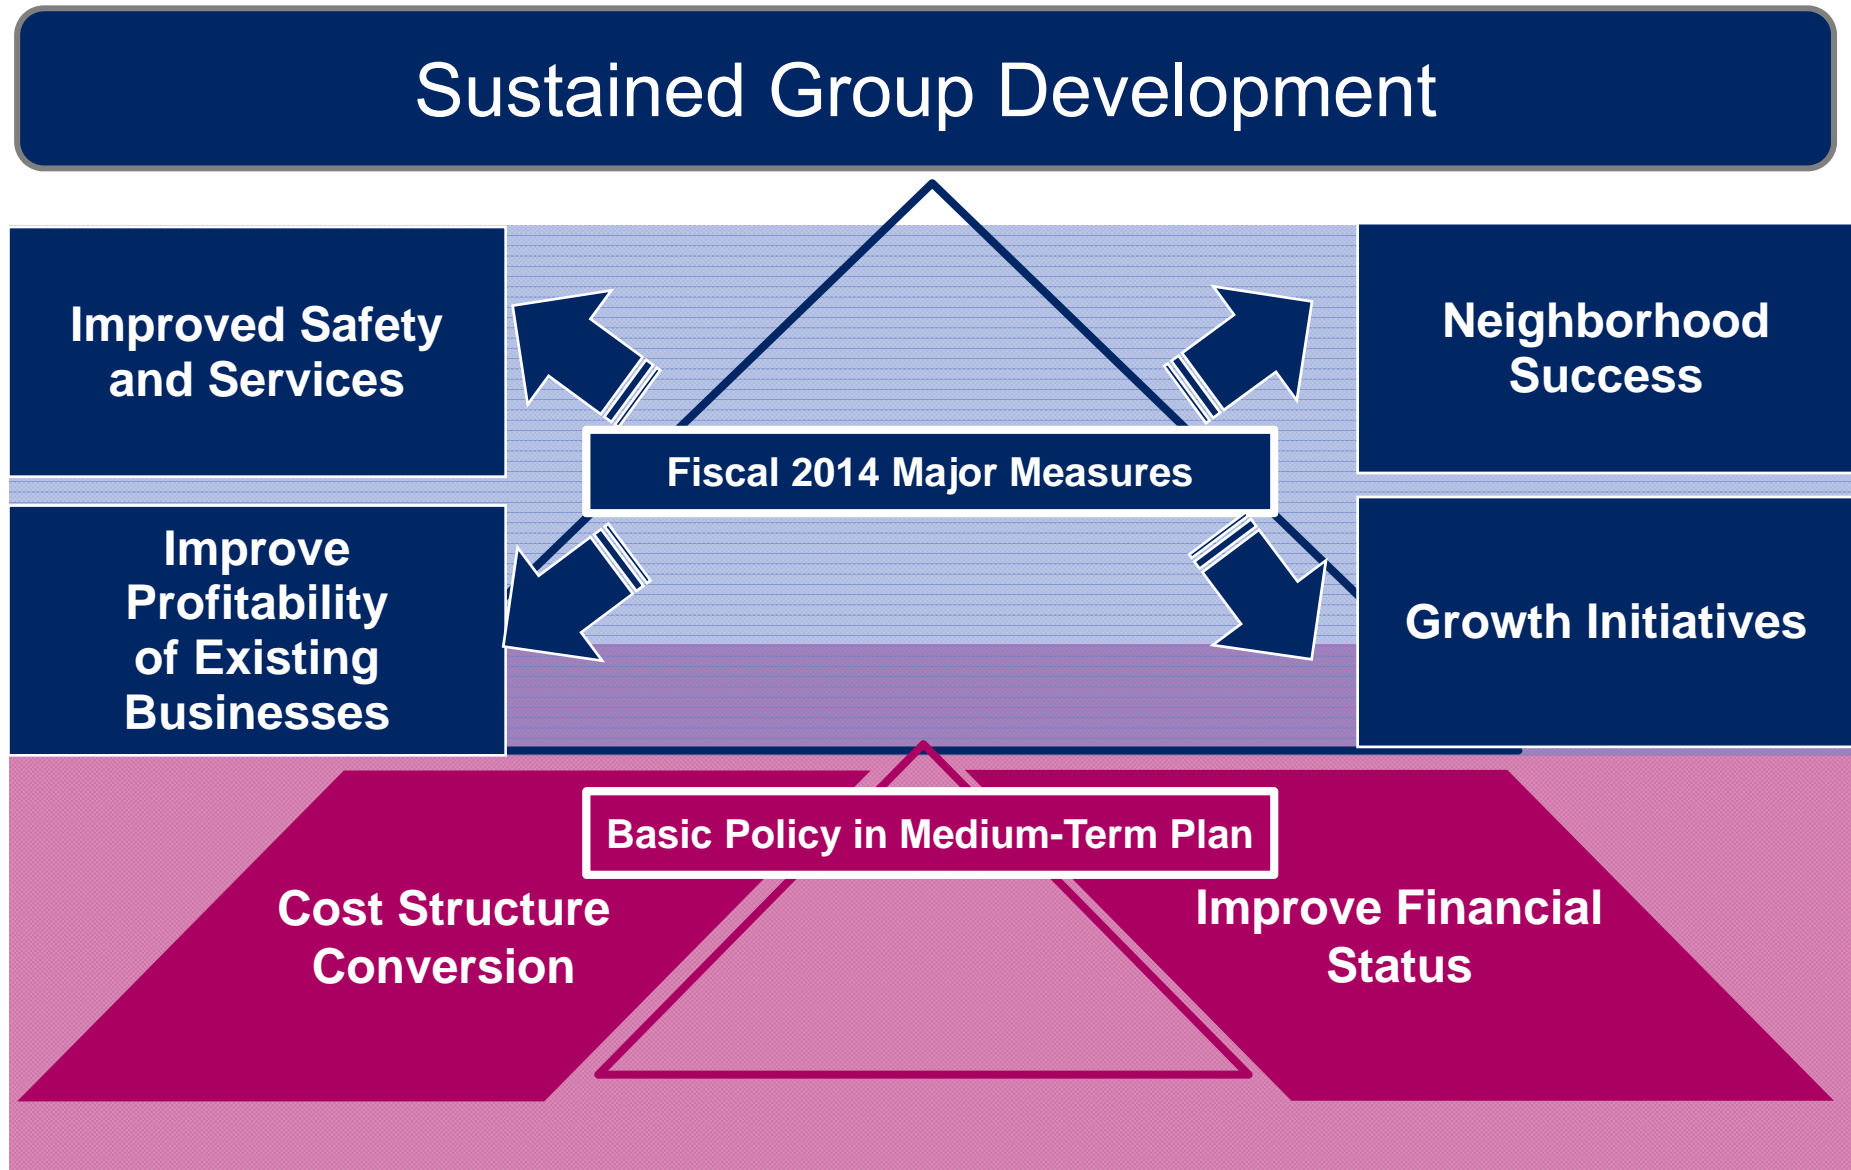 Sustained Group Development
Improved Safety
and Services
Neighborhood
Success
Fiscal 2014 Major Measures
Improve
Profitability
of Existing
Businesses
Growth Initiatives
Basic Policy in Medium-Term Plan
Cost Structure
Conversion
Improve Financial
Status